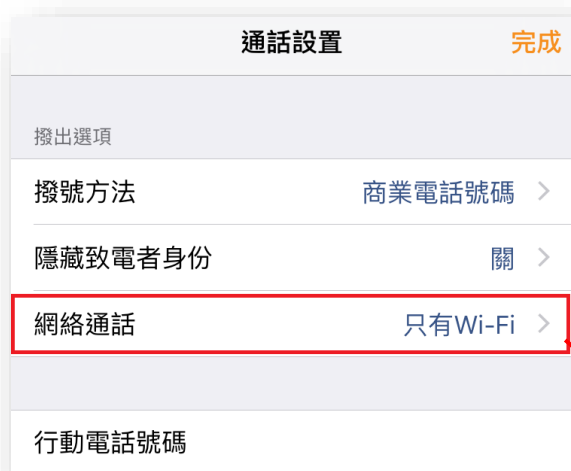 通話設置 完成
撥出選項
撥號方法 商業電話號碼
隱藏致電者身份 關
網絡通話 只有Wi-Fi
行動電話號碼